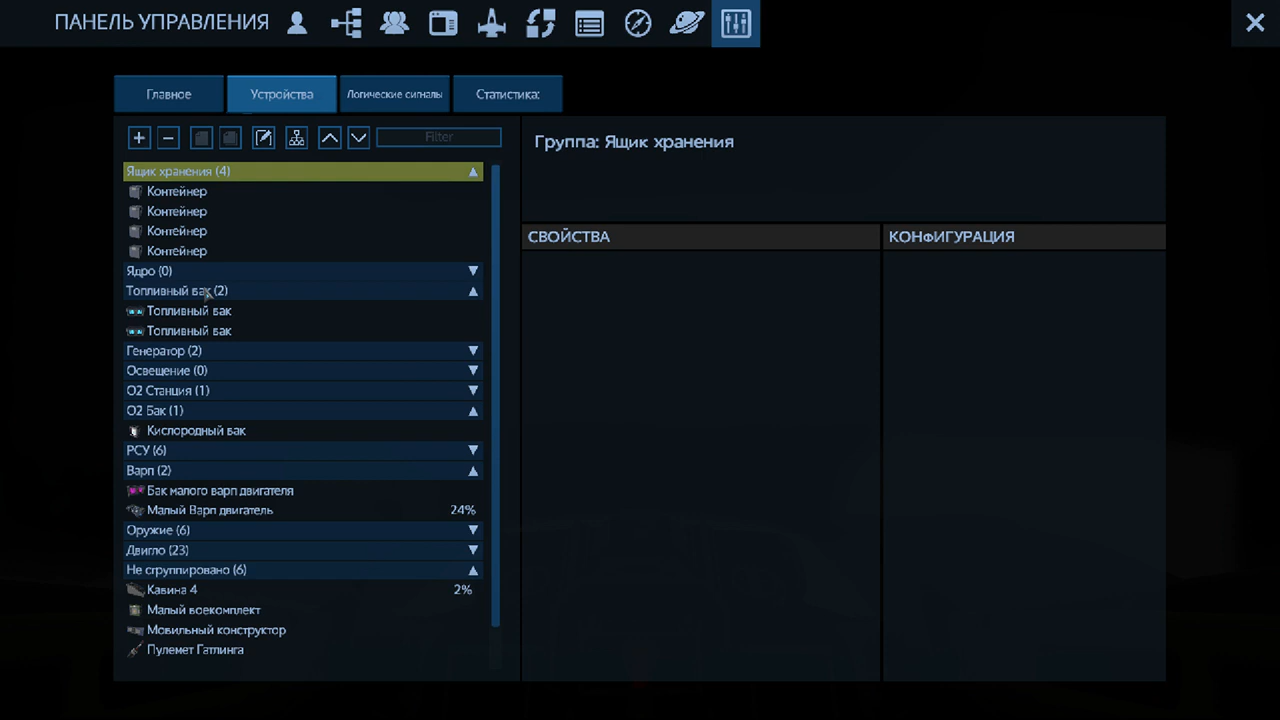 ПАНЕЛЬ УПРАВЛЕНИЯ
Главное
Устройства
Логические сигналы
Статистика:
Filter
Группа: Ящик хранения
СВОЙСТВА
КОНФИГУРАЦИЯ
Ящик хранения (4)
Контейнер
Контейнер
Контейнер
Контейнер
Ядро (0)
Топливный бак (2)
Топливный бак
Топливный бак
Генератор (2)
Освещение (0)
O2 Станция (1)
O2 Бак (1)
Кислородный бак
РСУ (6)
Варп (2)
Бак малого варп двигателя
Малый Варп двигатель 24%
Оружие (6)
Двигло (23)
Не сгруппировано (6)
Кабина 4 2%
Малый воекомплект
Мовильный конструктор
Пулемет Гатлинга